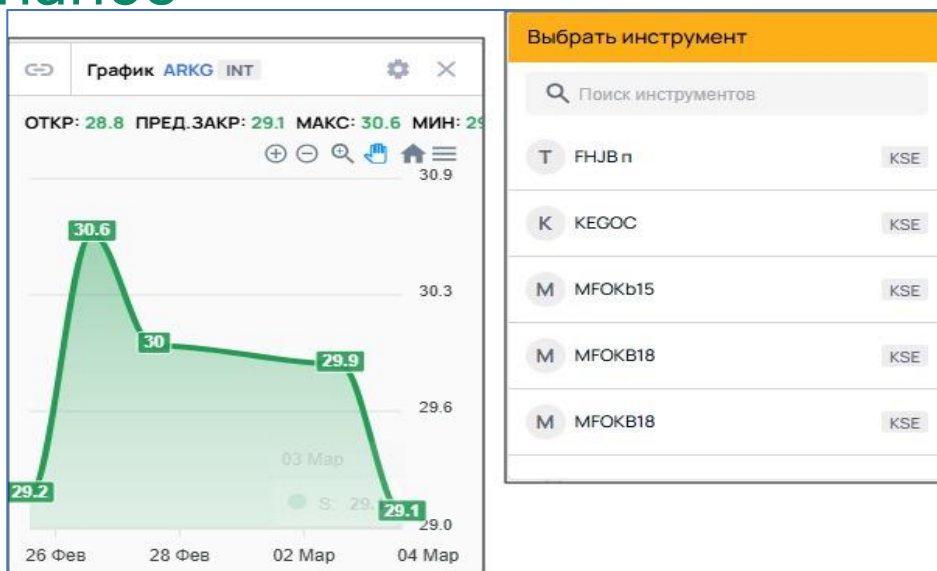 График ARKG INT
ОТКР: 28.8 ПРЕД.ЗАКР: 29.1 МАКС: 30.6 МИН:
30.9
30.6
30.3
30
29.9
29.6
03 Мар
S:
29.2
29.1
29.0
26 Фев 28 Фев 02 Мар 04 Мар
Выбрать инструмент
Поиск инструментов
T FHJB п KSE
K KEGOC KSE
M MFOKb15 KSE
M MFOKB18 KSE
M MFOKB18 KSE